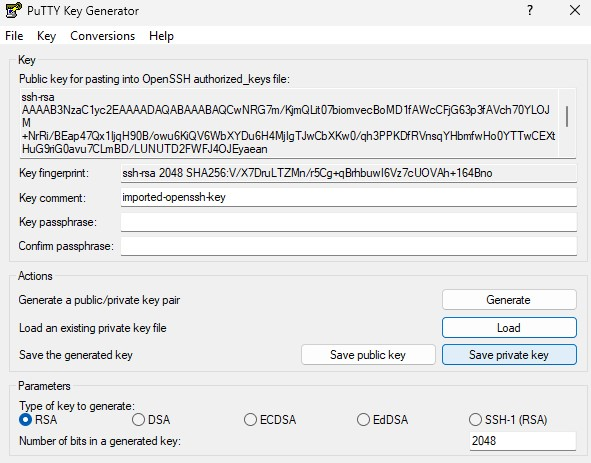 PuTTY Key Generator
File Key Conversions Help
Key
Public key for pasting into OpenSSH authorized_keys file:
ssh-rsa
AAAAB3NzaC1yc2EAAAADAQABAAABAQCwNRG7m/KjmQLit07biomvecBoMD1fAWcCFjG63p3fAVch70YLOJ
M
+NrRi/BEap47Qx1ljqH90B/owu6KiQV6WbXYDu6H4MjIgTJwCbXKw0/qh3PPKDfRVnsqYHbmfwHo0YTTwCEXt
HuG9riG0avu7CLmBD/LUNUTD2FWFJ4OJEyaean
Key fingerprint: ssh-rsa 2048 SHA256:V/X7DruLTZMn/r5Cg+qBrhbuwI6Vz7cUOVAh+164Bno
Key comment: imported-openssh-key
Key passphrase:
Confirm passphrase:
Actions
Generate a public/private key pair Generate
Load an existing private key file Load
Save the generated key Save public key Save private key
Parameters
Type of key to generate:
RSA DSA ECDSA EdDSA SSH-1 (RSA)
Number of bits in a generated key: 2048